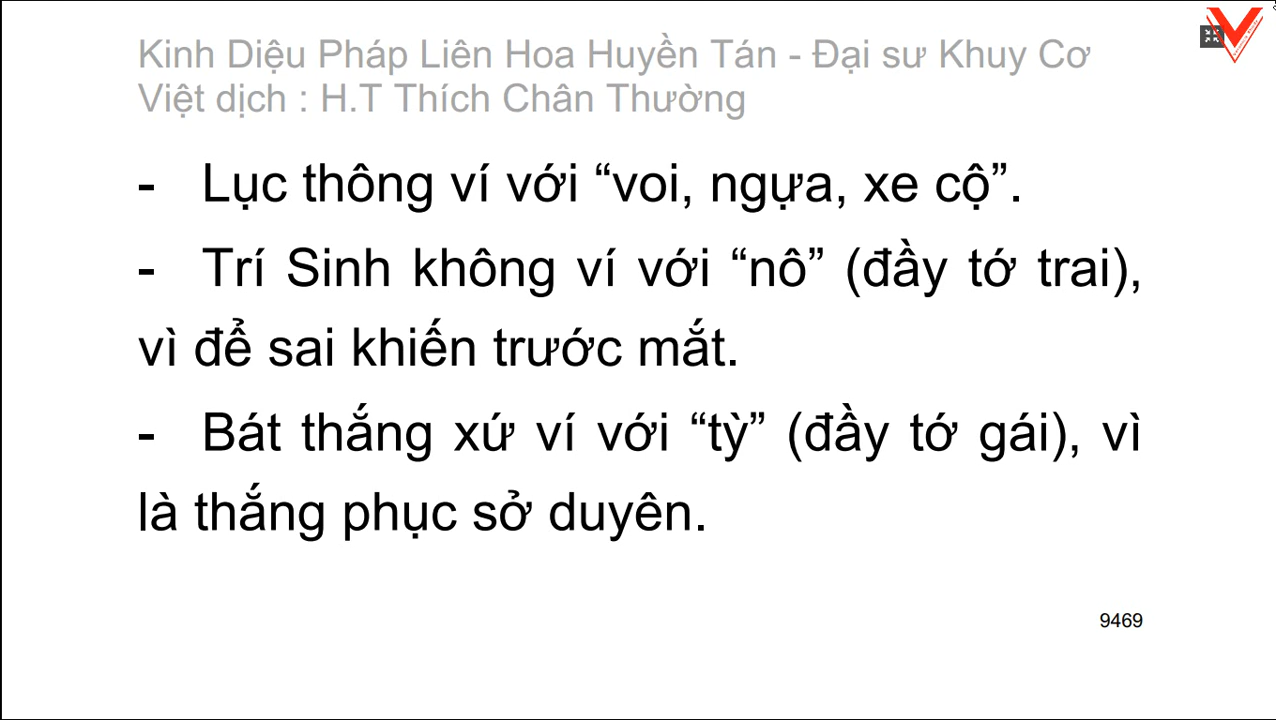 Kinh Diệu Pháp Liên Hoa Huyền Tán - Đại sư Khuy Cơ
Việt dịch : H.T Thích Chân Thường
- Lục thông ví với “voi, ngựa, xe cộ”.
- Trí Sinh không ví với “nô” (đầy tớ trai),
vì để sai khiến trước mắt.
- Bát thắng xứ ví với “tỳ” (đầy tớ gái), vì
là thắng phục sở duyên.
9469